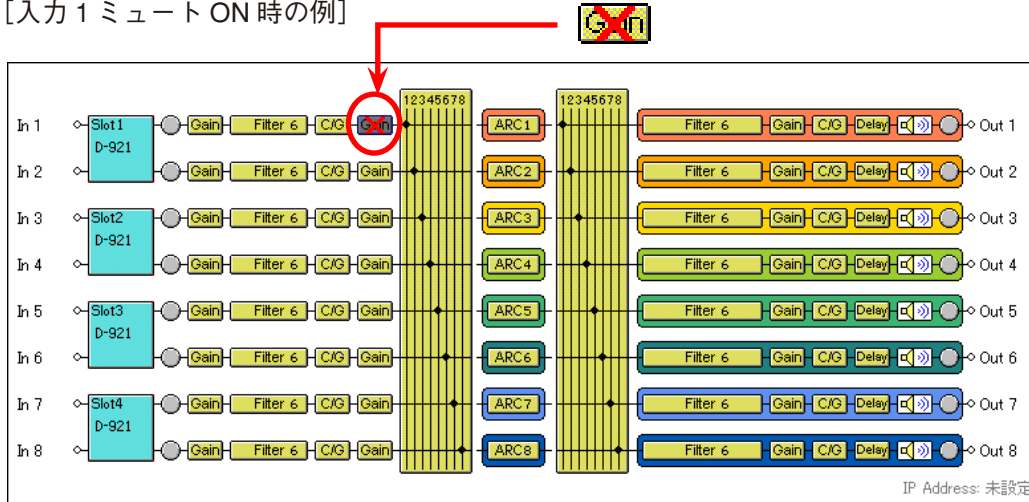 [入力 1 ミュート ON 時の例]
Gain
12345678 12345678
In 1 Slot1 Gain Filter 6 C/G Gain ARC1 Filter 6 Gain C/G Delay Out 1
D-921
In 2 Gain Filter 6 C/G Gain ARC2 Filter 6 Gain C/G Delay Out 2
In 3 Slot2 Gain Filter 6 C/G Gain ARC3 Filter 6 Gain C/G Delay Out 3
D-921
In 4 Gain Filter 6 C/G Gain ARC4 Filter 6 Gain C/G Delay Out 4
In 5 Slot3 Gain Filter 6 C/G Gain ARC5 Filter 6 Gain C/G Delay Out 5
D-921
In 6 Gain Filter 6 C/G Gain ARC6 Filter 6 Gain C/G Delay Out 6
In 7 Slot4 Gain Filter 6 C/G Gain ARC7 Filter 6 Gain C/G Delay Out 7
D-921
In 8 Gain Filter 6 C/G Gain ARC8 Filter 6 Gain C/G Delay Out 8
IP Address: 未設定